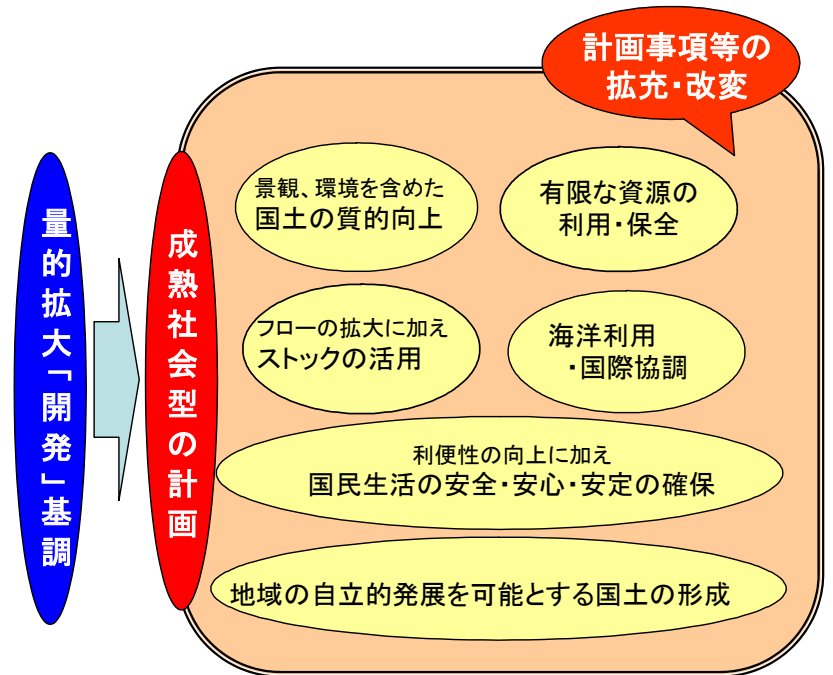 計画事項等の
拡充・改変
量的拡大「開発」基調
成熟社会型の計画
景観、環境を含めた
国土の質的向上
有限な資源の
利用・保全
フローの拡大に加え
ストックの活用
海洋利用
・国際協調
利便性の向上に加え
国民生活の安全・安心・安定の確保
地域の自立的発展を可能とする国土の形成